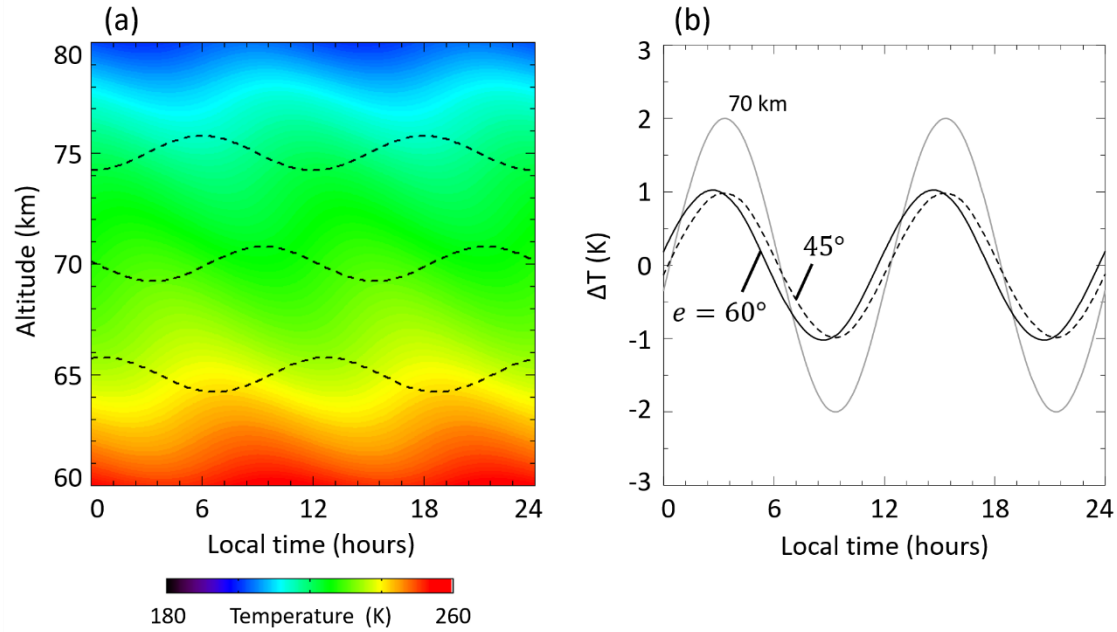 (a)
80
75
70
65
60
Altitude (km)
0 6 12 18 24
Local time (hours)
180 Temperature (K) 260
(b)
3
2
1
0
-1
-2
-3
ΔT (K)
70 km
45°
e = 60°
0 6 12 18 24
Local time (hours)